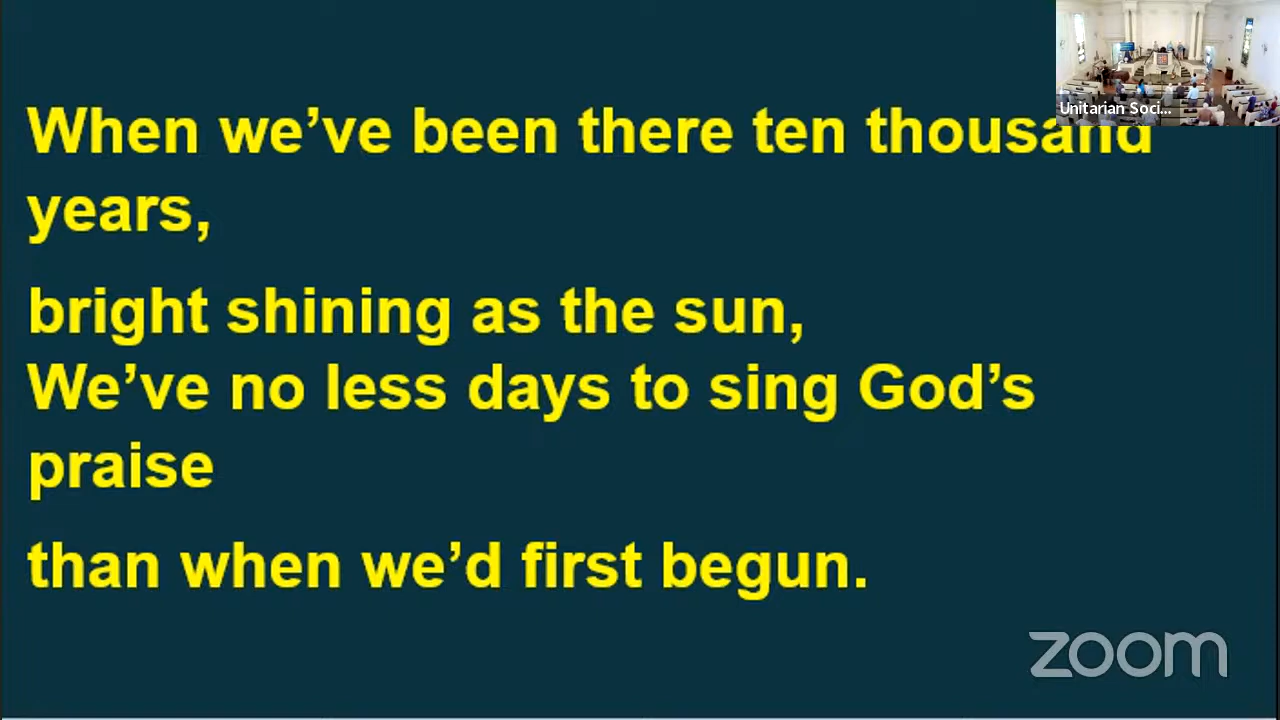 Unitarian Soci...
When we’ve been there ten thousand
years,
bright shining as the sun,
We’ve no less days to sing God’s
praise
than when we’d first begun.
zoom